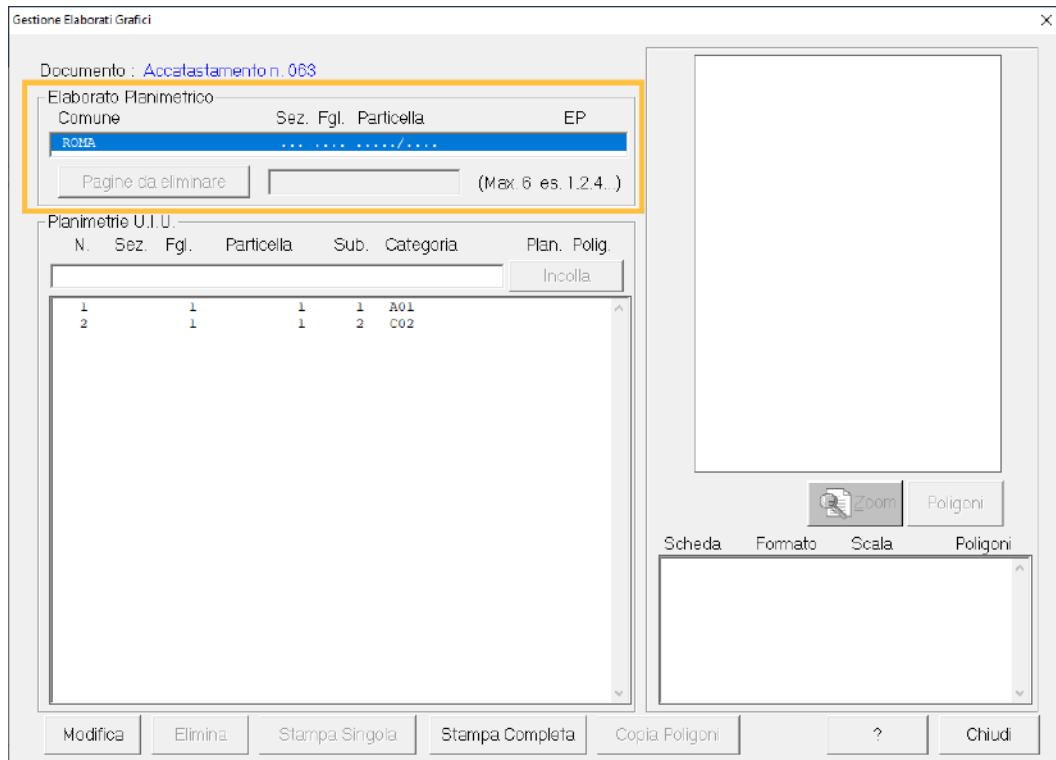 Gestione Elaborati Grafici
Documento : Accatastamento n. 063
Elaborato Planimetrico
Comune Sez. Fgl. Particella EP
ROMA ... .... ...../....
Pagine da eliminare (Max. 6 es. 1.2.4...)
Planimetrie U.I.U.
N. Sez. Fgl. Particella Sub. Categoria Plan. Polig.
Incolla
1 1 1 1 A01
2 1 1 2 C02
Zoom Poligoni
Scheda Formato Scala Poligoni
Modifica Elimina Stampa Singola Stampa Completa Copia Poligoni ? Chiudi